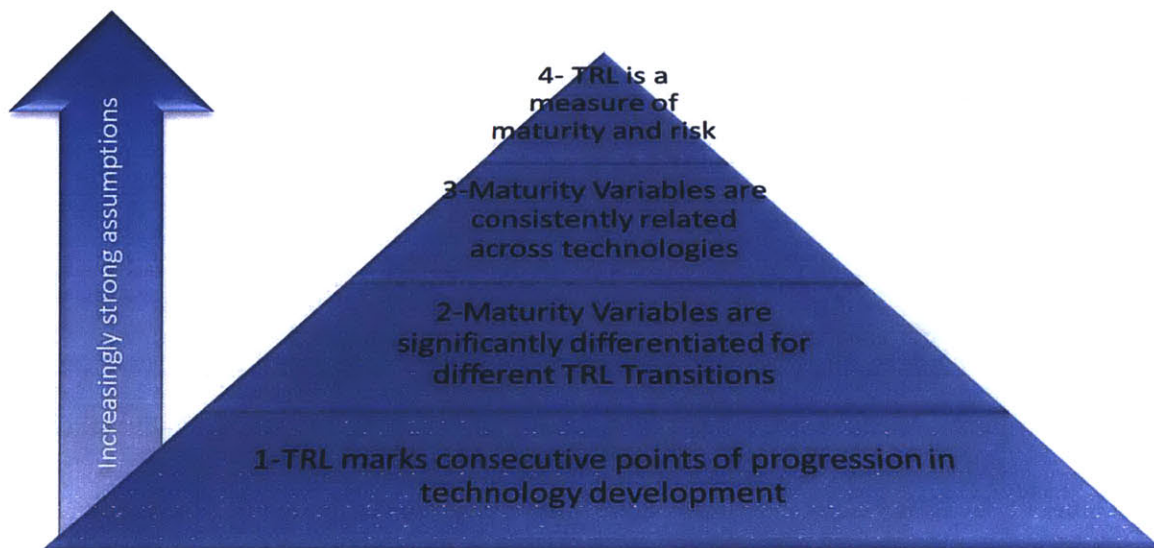 Increasingly strong assumptions
4- TRL is a
measure of
maturity and risk
3-Maturity Variables are
consistently related
across technologies
2-Maturity Variables are
significantly differentiated for
different TRL Transitions
1-TRL marks consecutive points of progression in
technology development